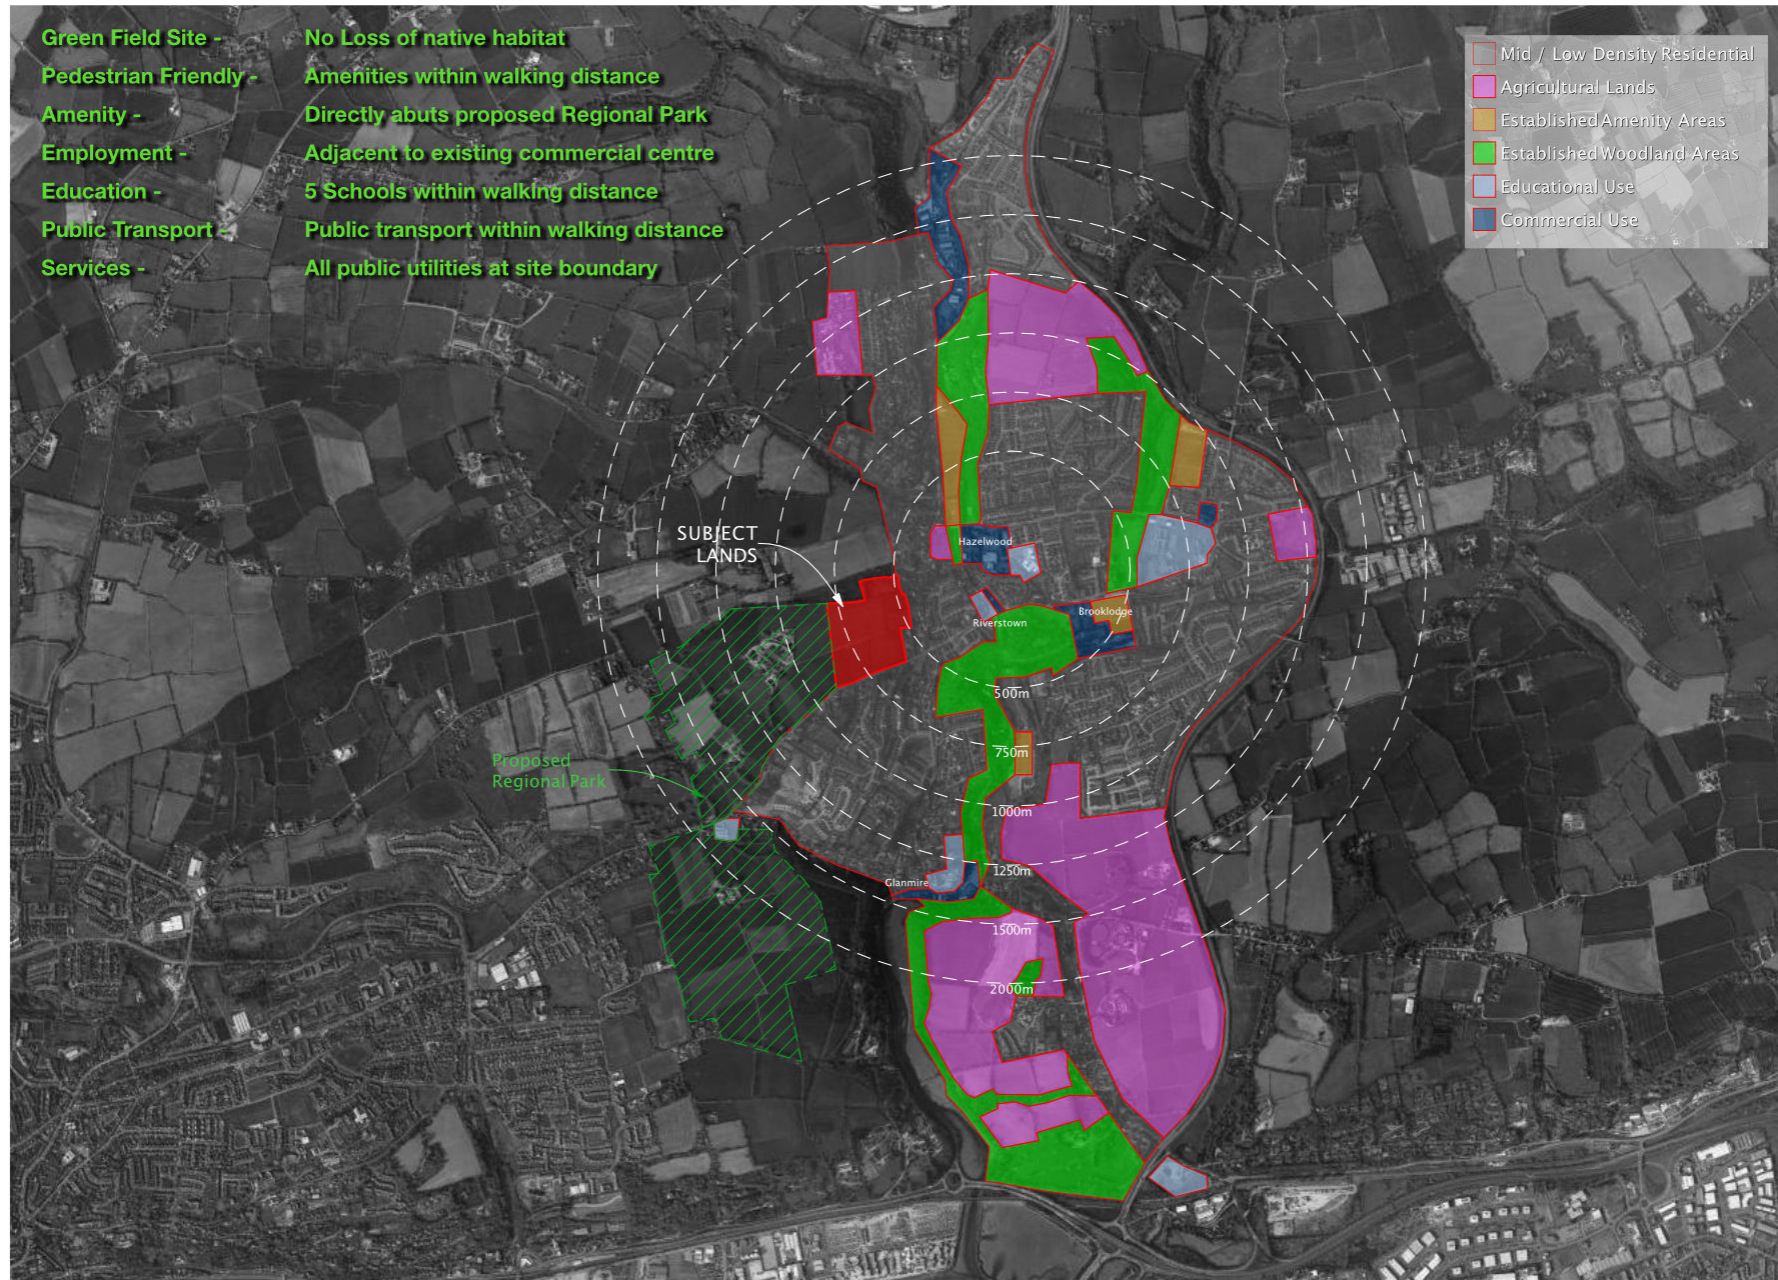 Green Field Site - No Loss of native habitat
Pedestrian Friendly - Amenities within walking distance
Amenity - Directly abuts proposed Regional Park
Employment - Adjacent to existing commercial centre
Education - 5 Schools within walking distance
Public Transport - Public transport within walking distance
Services - All public utilities at site boundary
Mid / Low Density Residential
Agricultural Lands
Established Amenity Areas
Established Woodland Areas
Educational Use
Commercial Use
SUBJECT
LANDS
Hazelwood
Brooklodge
Riverstown
500m
750m
Proposed
Regional Park
1000m
1250m
Glanmire
1500m
2000m